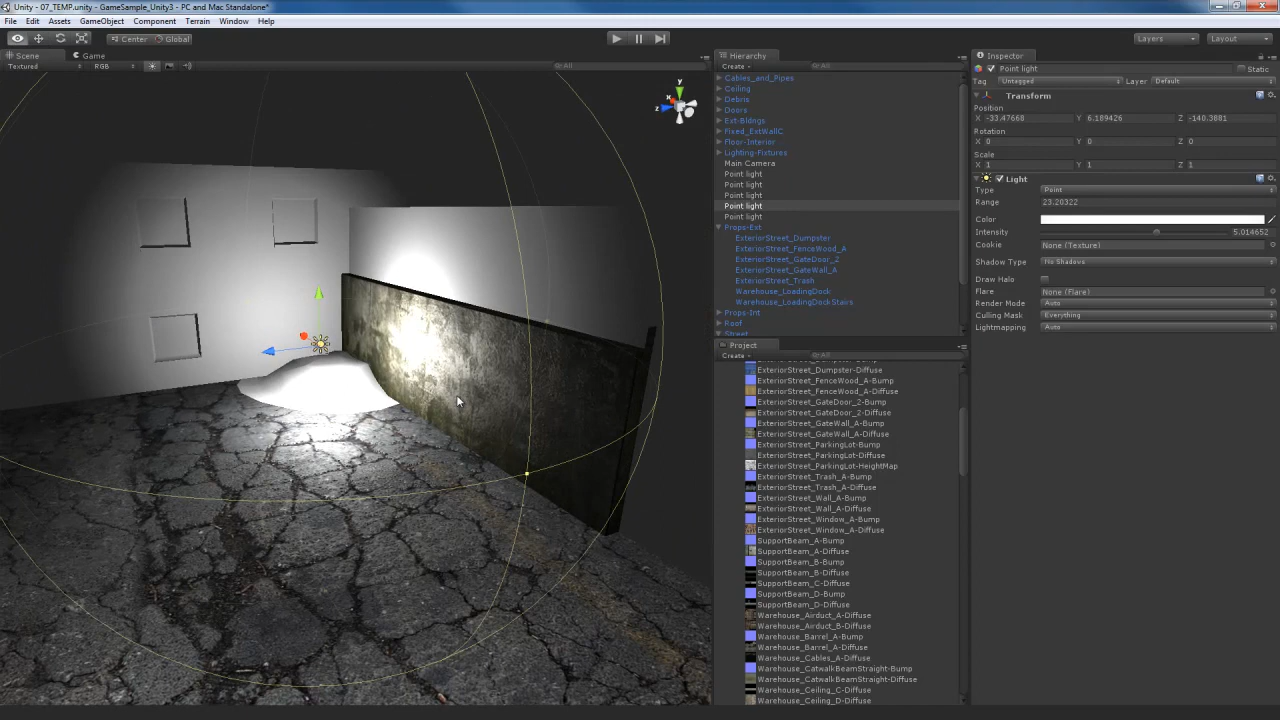 Unity - 07_TEMP.unity - GameSample_Unity3 - PC and Mac Standalone*
File Edit Assets GameObject Component Terrain Window Help
Center Global
Layers Layout
Scene Game
Textured RGB All
y
x
z
Hierarchy
Create All
Cables_and_Pipes
Ceiling
Debris
Doors
Ext-Bldngs
Fixed_ExtWallC
Floor-Interior
Lighting-Fixtures
Main Camera
Point light
Point light
Point light
Point light
Point light
Props-Ext
ExteriorStreet_Dumpster
ExteriorStreet_FenceWood_A
ExteriorStreet_GateDoor_2
ExteriorStreet_GateWall_A
ExteriorStreet_Trash
Warehouse_LoadingDock
Warehouse_LoadingDockStairs
Props-Int
Roof
Street
Project
Create All
ExteriorStreet_Dumpster-Bump
ExteriorStreet_Dumpster-Diffuse
ExteriorStreet_FenceWood_A-Bump
ExteriorStreet_FenceWood_A-Diffuse
ExteriorStreet_GateDoor_2-Bump
ExteriorStreet_GateDoor_2-Diffuse
ExteriorStreet_GateWall_A-Bump
ExteriorStreet_GateWall_A-Diffuse
ExteriorStreet_ParkingLot-Bump
ExteriorStreet_ParkingLot-Diffuse
ExteriorStreet_ParkingLot-HeightMap
ExteriorStreet_Trash_A-Bump
ExteriorStreet_Trash_A-Diffuse
ExteriorStreet_Wall_A-Bump
ExteriorStreet_Wall_A-Diffuse
ExteriorStreet_Window_A-Bump
ExteriorStreet_Window_A-Diffuse
SupportBeam_A-Bump
SupportBeam_A-Diffuse
SupportBeam_B-Bump
SupportBeam_B-Diffuse
SupportBeam_C-Diffuse
SupportBeam_D-Bump
SupportBeam_D-Diffuse
Warehouse_Airduct_A-Diffuse
Warehouse_Airduct_B-Diffuse
Warehouse_Barrel_A-Bump
Warehouse_Barrel_A-Diffuse
Warehouse_Cables_A-Diffuse
Warehouse_CatwalkBeamStraight-Bump
Warehouse_CatwalkBeamStraight-Diffuse
Warehouse_Ceiling_C-Diffuse
Warehouse_Ceiling_D-Diffuse
Inspector
Point light Static
Tag Untagged Layer Default
Transform
Position
X -33.47668 Y 6.189426 Z -140.3881
Rotation
X 0 Y 0 Z 0
Scale
X 1 Y 1 Z 1
Light
Type Point
Range 23.20322
Color
Intensity 5.014652
Cookie None (Texture)
Shadow Type No Shadows
Draw Halo
Flare None (Flare)
Render Mode Auto
Culling Mask Everything
Lightmapping Auto